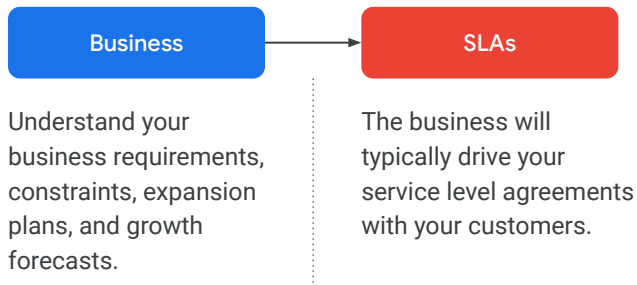 Business
SLAs
Understand your
business requirements,
constraints, expansion
plans, and growth
forecasts.
The business will
typically drive your
service level agreements
with your customers.